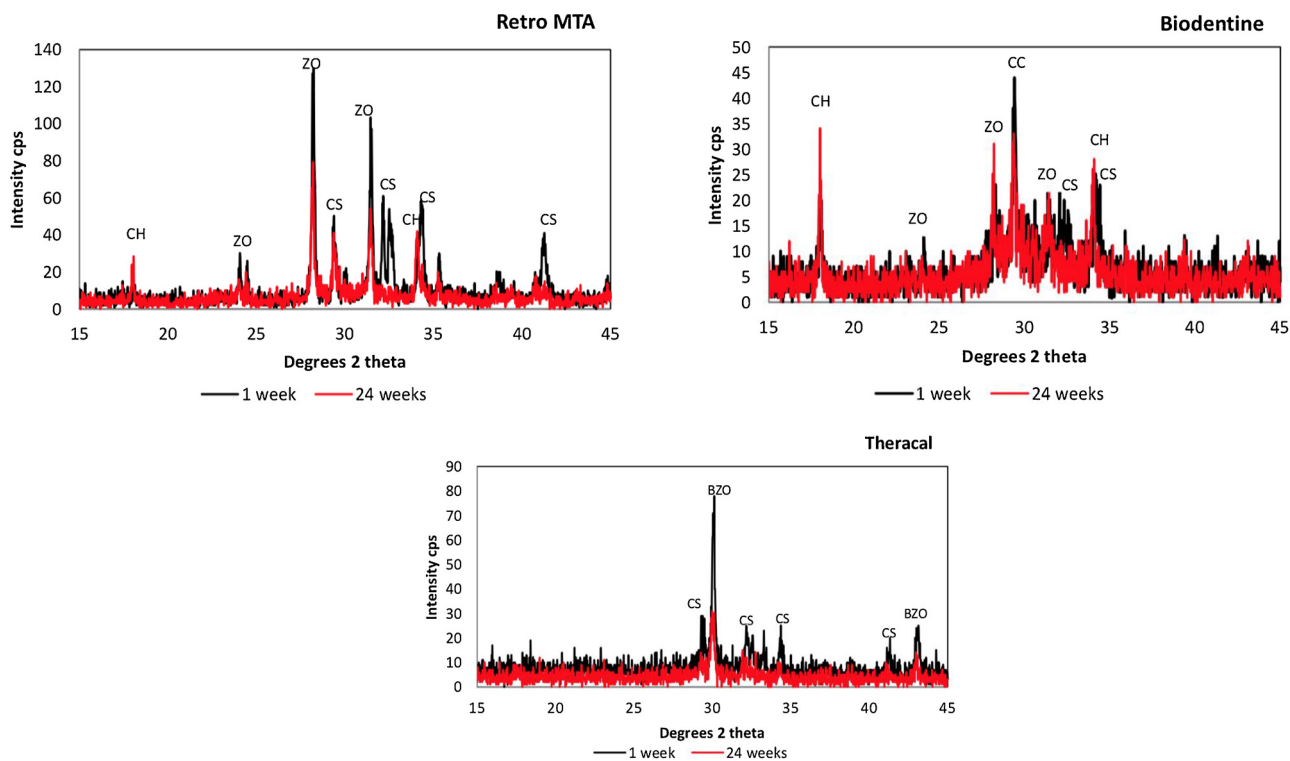 Retro MTA
140
120
100
80
60
40
20
0
Intensity cps
CH
ZO
ZO
CS
ZO
CS
CH
CS
CS
15 20 25 30 35 40 45
Degrees 2 theta
1 week 24 weeks
Biodentine
50
45
40
35
30
25
20
15
10
5
0
Intensity cps
CH
ZO
ZO
CC
ZO
CS
CH
CS
15 20 25 30 35 40 45
Degrees 2 theta
1 week 24 weeks
Theracal
90
80
70
60
50
40
30
20
10
0
Intensity cps
CS
BZO
CS
CS
CS
BZO
15 20 25 30 35 40 45
Degrees 2 theta
1 week 24 weeks